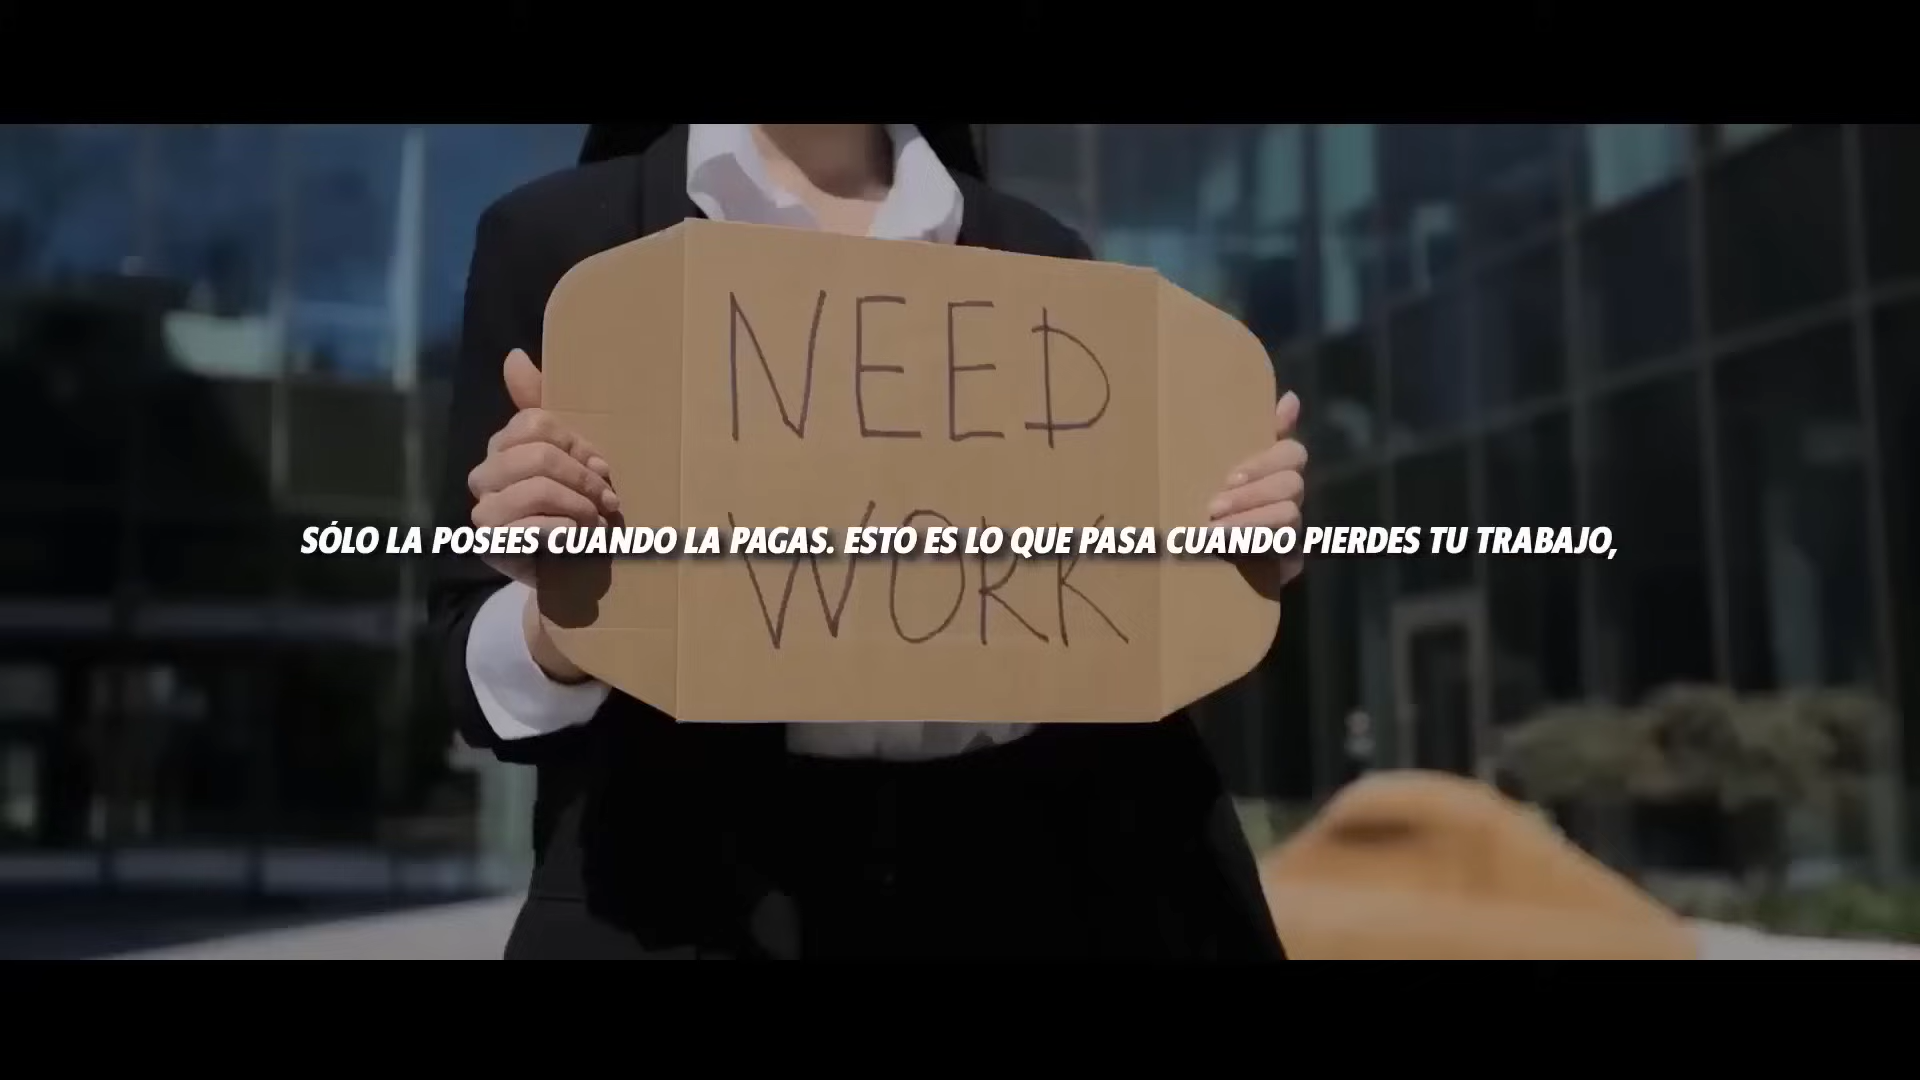 NEED
WORK
SÓLO LA POSEES CUANDO LA PAGAS. ESTO ES LO QUE PASA CUANDO PIERDES TU TRABAJO,